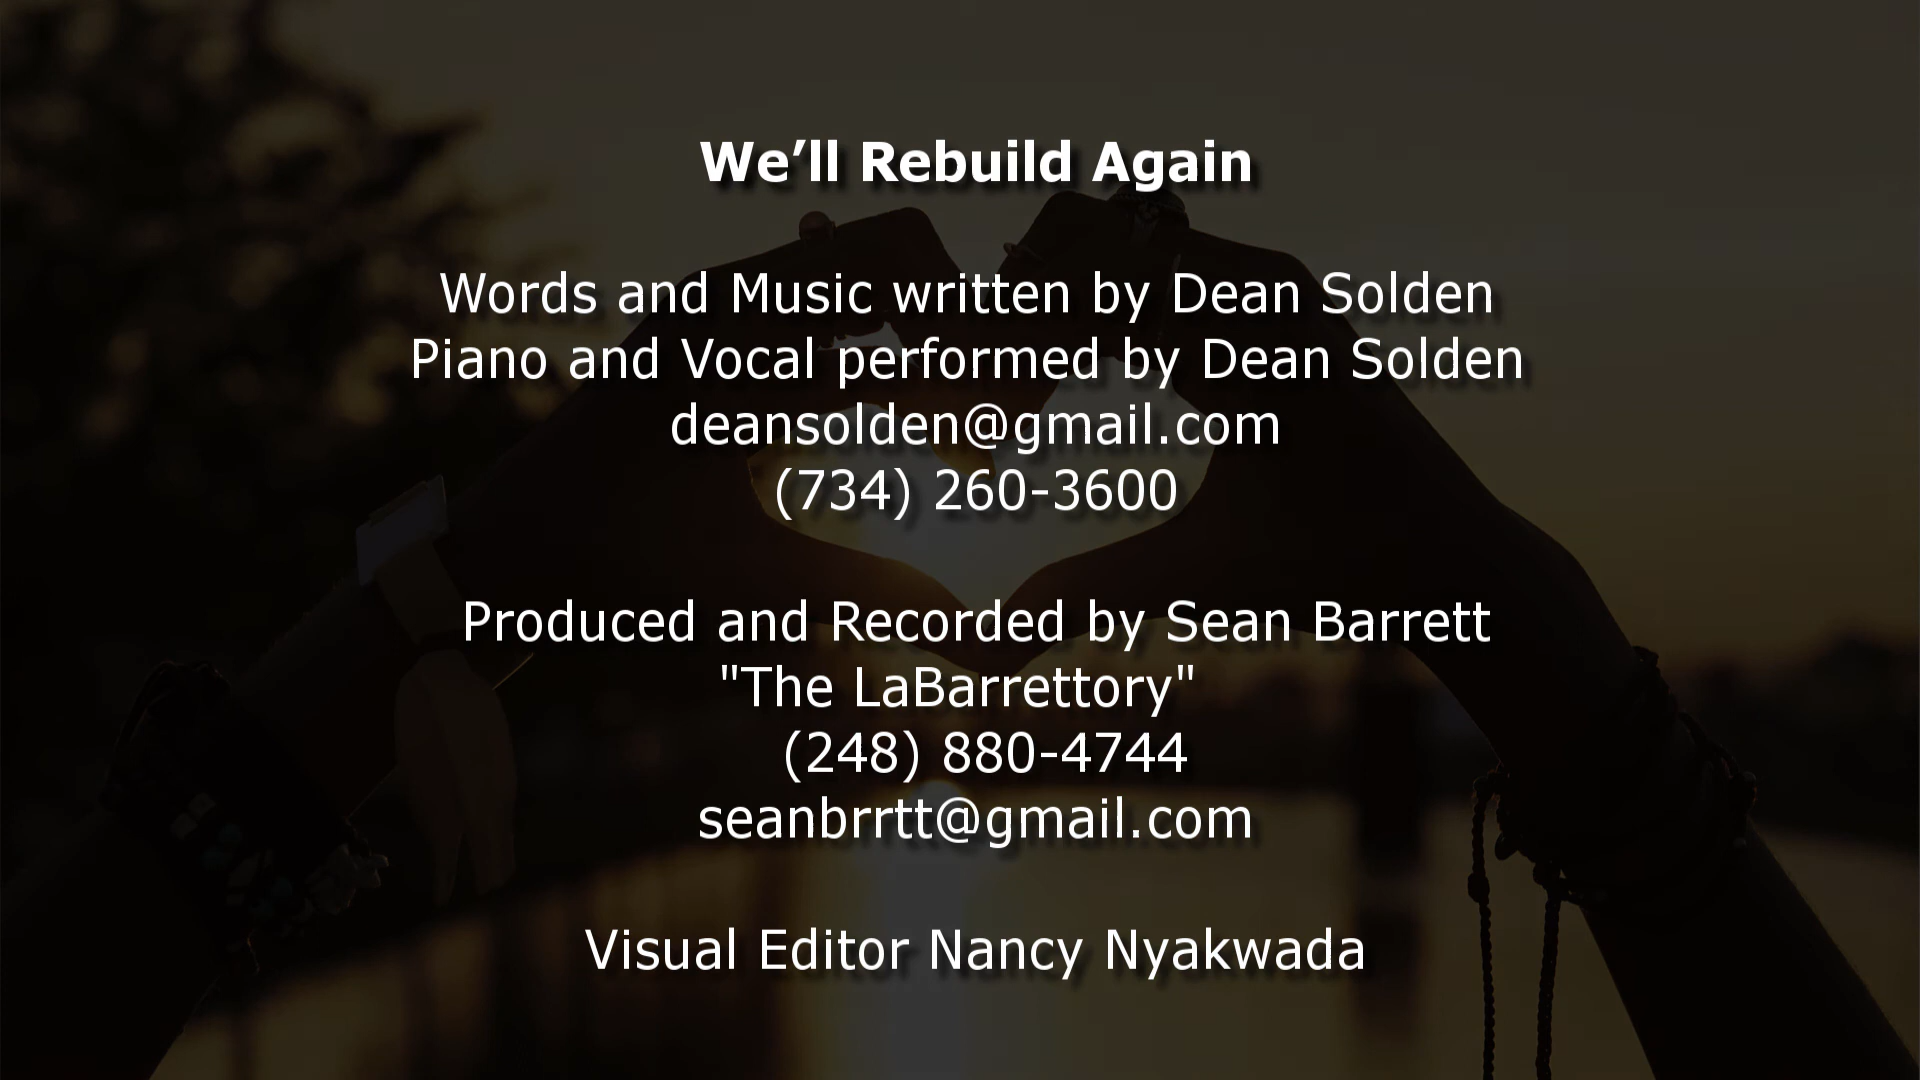 We’ll Rebuild Again
Words and Music written by Dean Solden
Piano and Vocal performed by Dean Solden
deansolden@gmail.com
(734) 260-3600
Produced and Recorded by Sean Barrett
"The LaBarrettory"
(248) 880-4744
seanbrrtt@gmail.com
Visual Editor Nancy Nyakwada